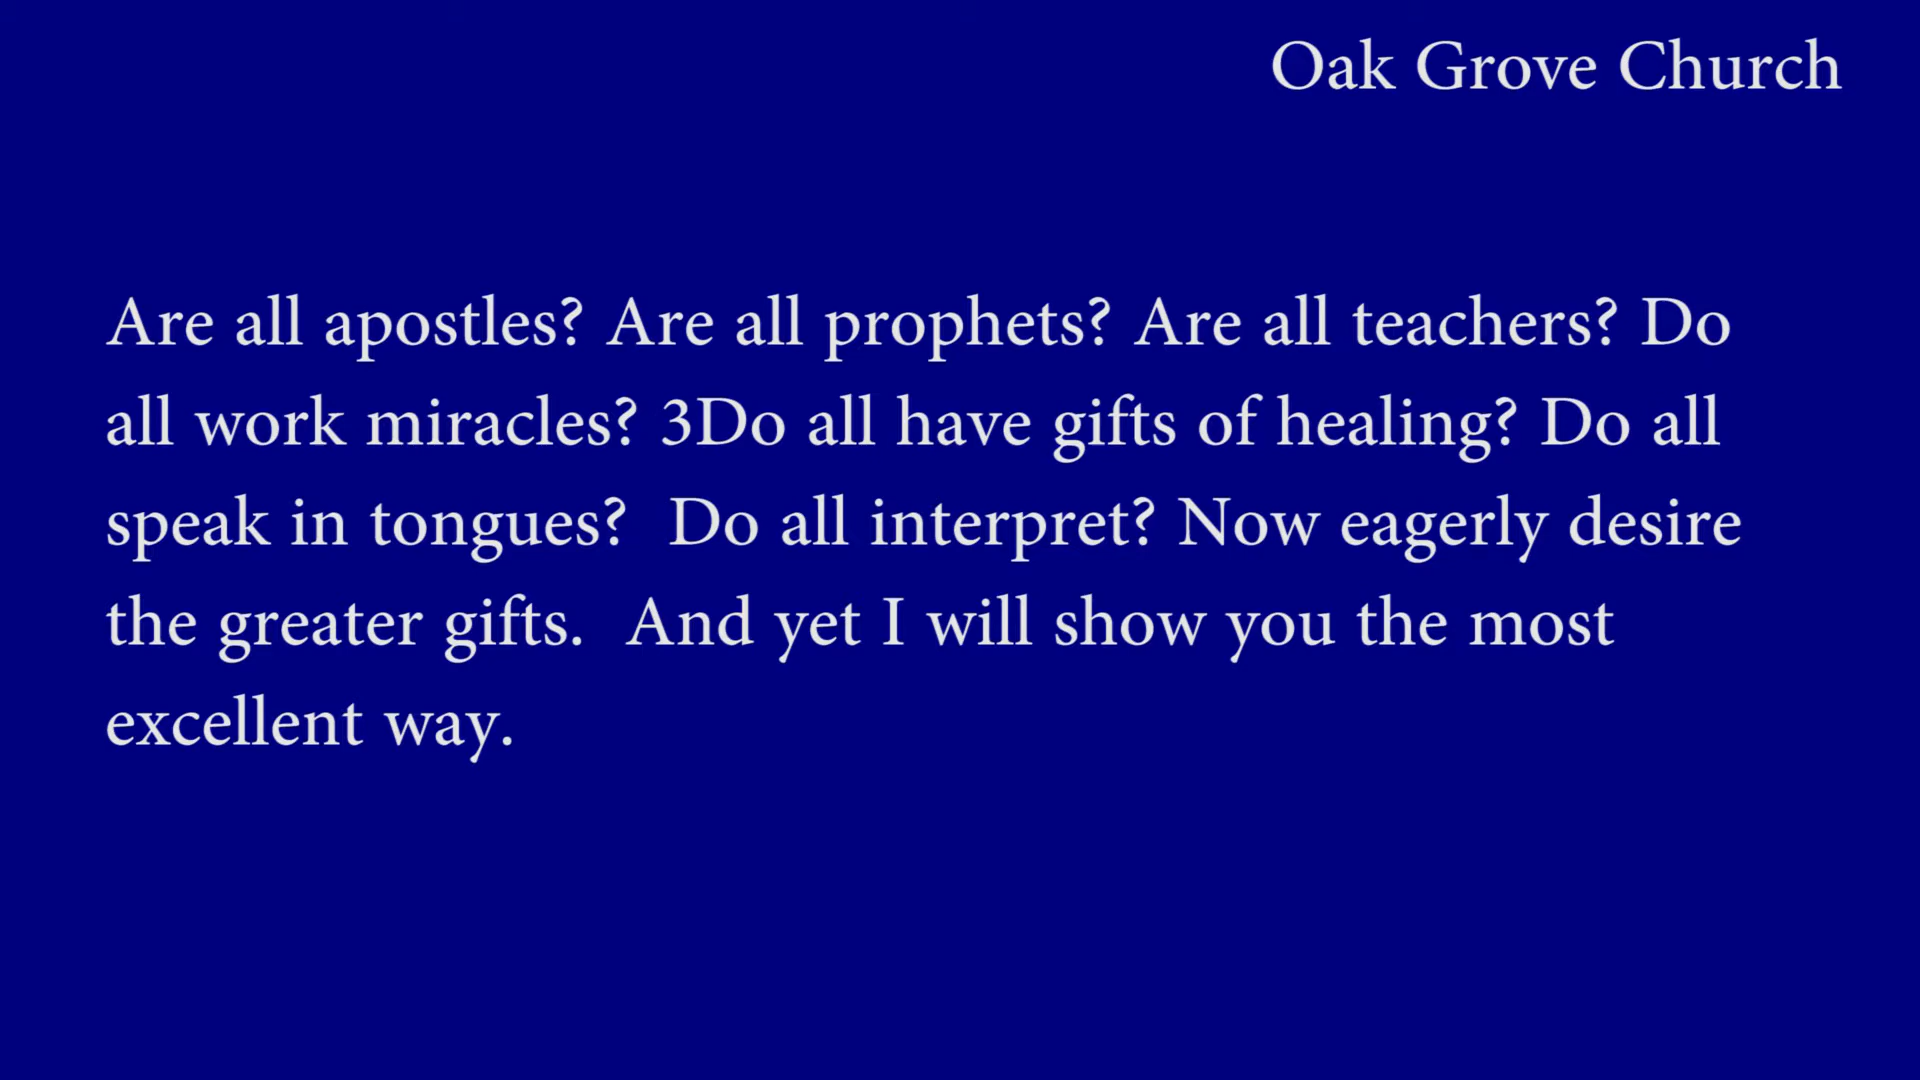 Oak Grove Church
Are all apostles? Are all prophets? Are all teachers? Do
all work miracles? 3Do all have gifts of healing? Do all
speak in tongues?  Do all interpret? Now eagerly desire
the greater gifts.  And yet I will show you the most
excellent way.